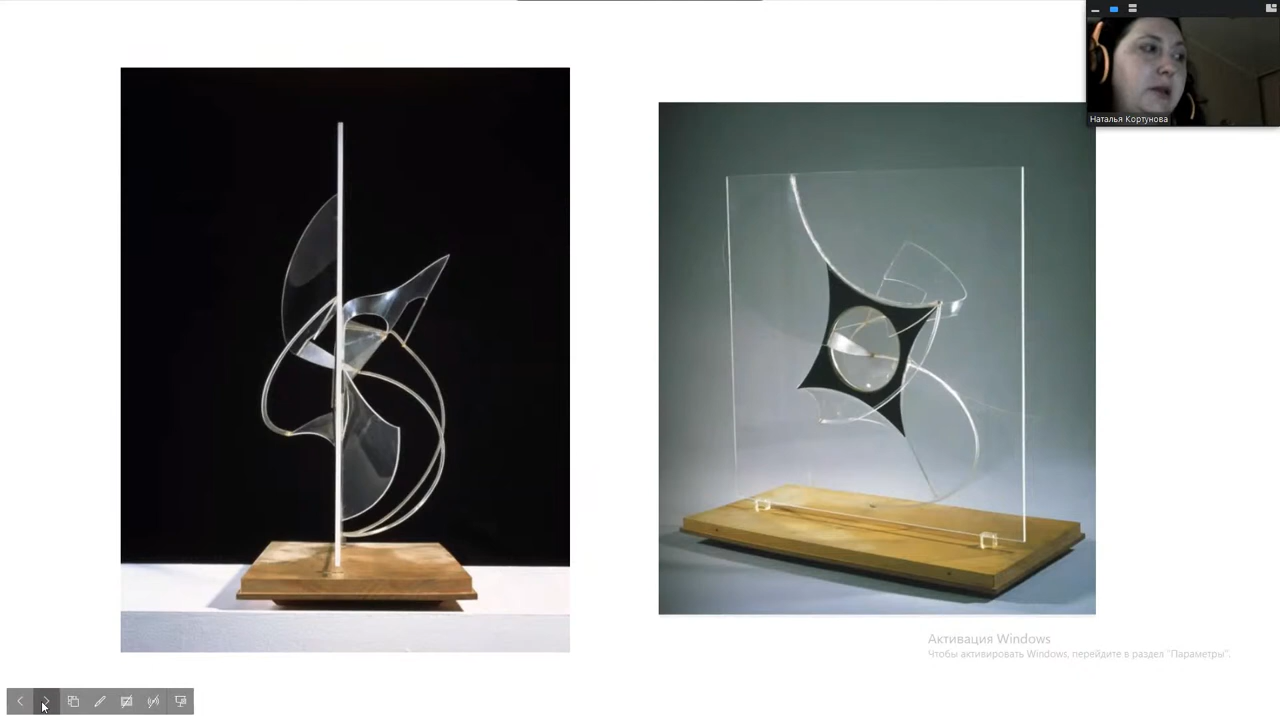 Наталья Кортунова
Активация Windows
Чтобы активировать Windows, перейдите в раздел "Параметры".